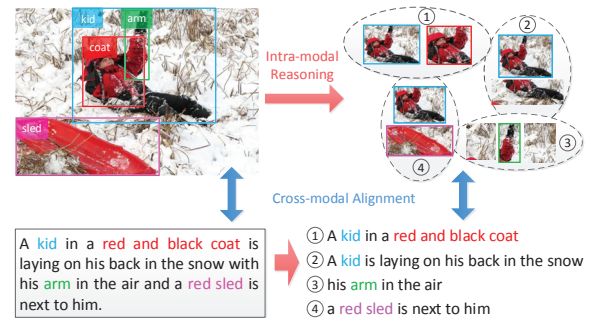 kid
arm
coat
sled
Intra-modal
Reasoning
①
②
③
④
Cross-modal Alignment
A kid in a red and black coat is
laying on his back in the snow with
his arm in the air and a red sled is
next to him.
① A kid in a red and black coat
② A kid is laying on his back in the snow
③ his arm in the air
④ a red sled is next to him